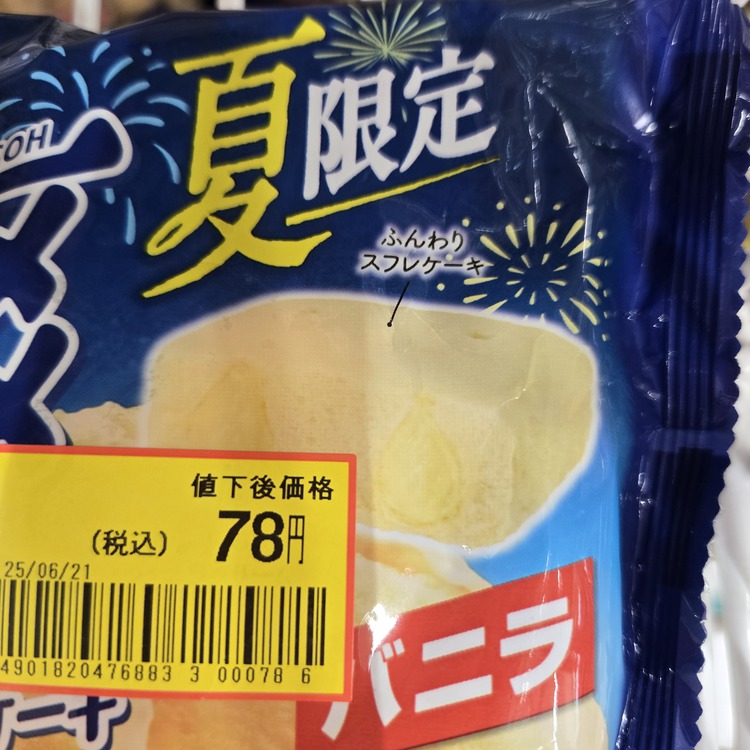 夏限定
ふんわり
スフレケーキ
値下後価格
(税込) 78円
25/06/21
4901820476883 3 00078 6
バニラ